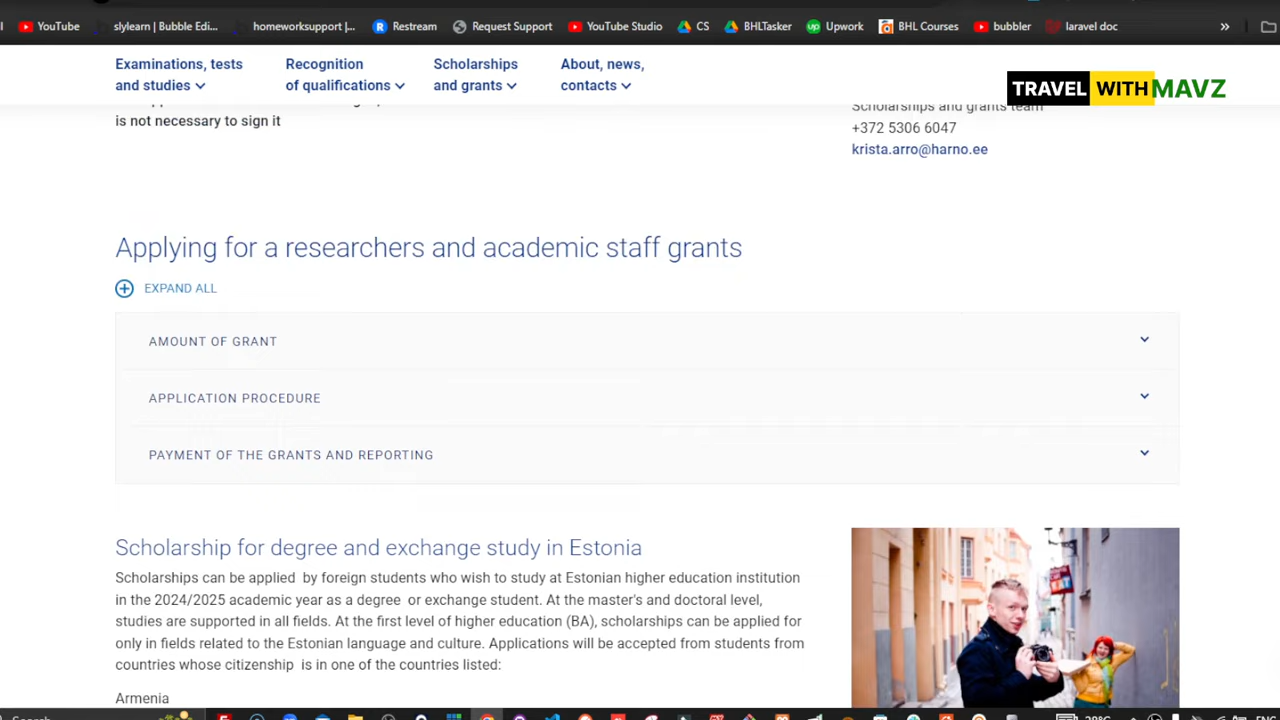 YouTube
slylearn | Bubble Edi...
homeworksupport |...
Restream
Request Support
YouTube Studio
CS
BHLTasker
Upwork
BHL Courses
bubbler
laravel doc
»
Examinations, tests
and studies
Recognition
of qualifications
Scholarships
and grants
About, news,
contacts
TRAVEL WITH MAVZ
is not necessary to sign it
Scholarships and grants team
+372 5306 6047
krista.arro@harno.ee
Applying for a researchers and academic staff grants
EXPAND ALL
AMOUNT OF GRANT
APPLICATION PROCEDURE
PAYMENT OF THE GRANTS AND REPORTING
Scholarship for degree and exchange study in Estonia
Scholarships can be applied by foreign students who wish to study at Estonian higher education institution
in the 2024/2025 academic year as a degree or exchange student. At the master's and doctoral level,
studies are supported in all fields. At the first level of higher education (BA), scholarships can be applied for
only in fields related to the Estonian language and culture. Applications will be accepted from students from
countries whose citizenship is in one of the countries listed:
Armenia